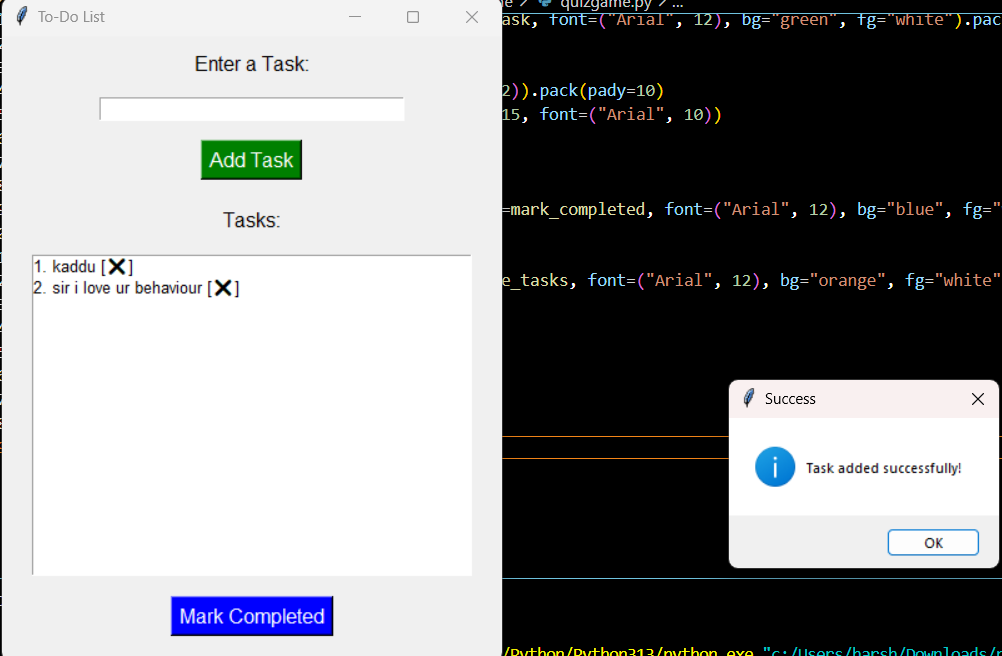 To-Do List
Enter a Task:
Add Task
Tasks:
1. kaddu [❌]
2. sir i love ur behaviour [❌]
Mark Completed
quizgame.py > ...
ask, font=("Arial", 12), bg="green", fg="white").pac
2)).pack(pady=10)
15, font=("Arial", 10))
=mark_completed, font=("Arial", 12), bg="blue", fg="
e_tasks, font=("Arial", 12), bg="orange", fg="white"
Success
Task added successfully!
OK
/Python/Python313/python.exe "c:/Users/harsh/Downloads/